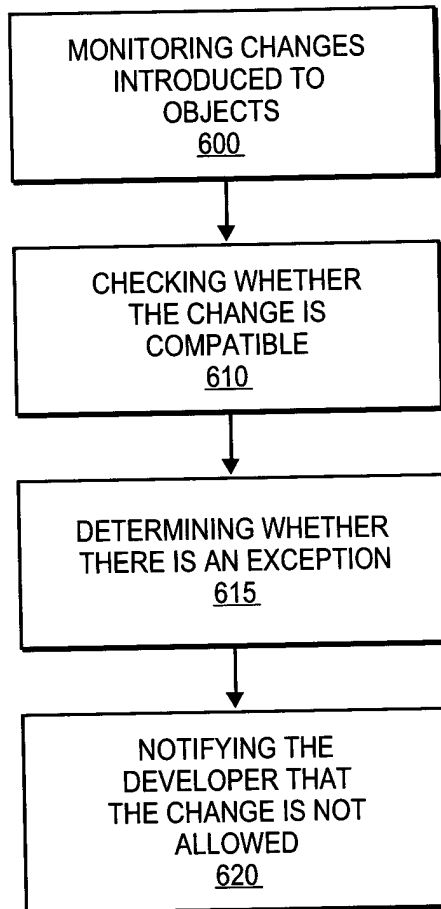 MONITORING CHANGES
INTRODUCED TO
OBJECTS
600
CHECKING WHETHER
THE CHANGE IS
COMPATIBLE
610
DETERMINING WHETHER
THERE IS AN EXCEPTION
615
NOTIFYING THE
DEVELOPER THAT
THE CHANGE IS NOT
ALLOWED
620